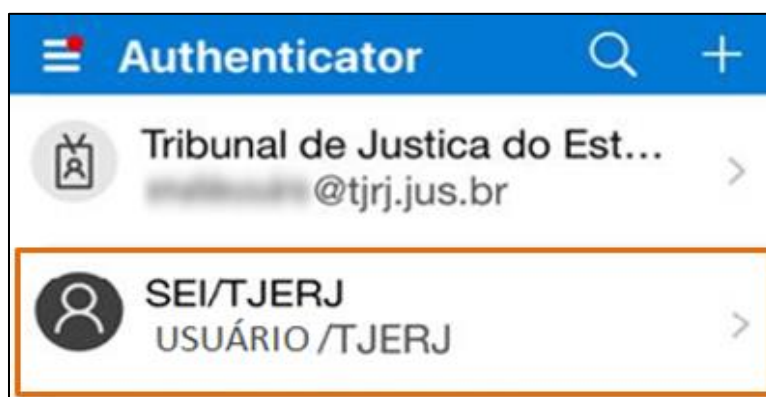 Authenticator
Tribunal de Justica do Est...
@tjrj.jus.br
SEI/TJERJ
USUÁRIO /TJERJ